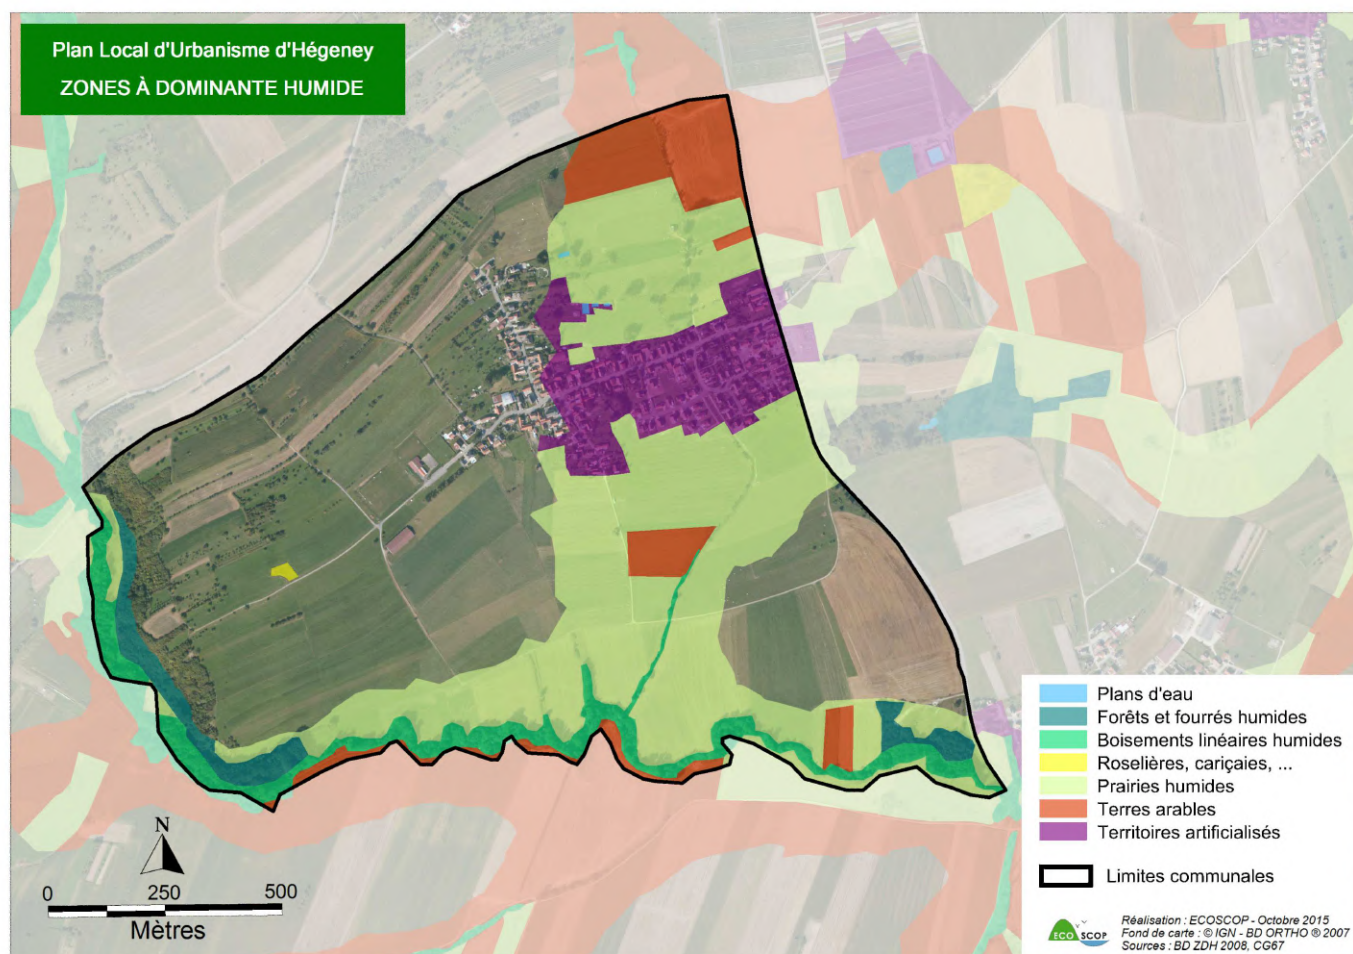 Plan Local d'Urbanisme d'Hégeney
ZONES À DOMINANTE HUMIDE
Plans d'eau
Forêts et fourrés humides
Boisements linéaires humides
Roselières, cariçaies, ...
Prairies humides
Terres arables
Territoires artificialisés
Limites communales
N
0 250 500
Mètres
ECO SCOP
Réalisation : ECOSCOP - Octobre 2015
Fond de carte : © IGN - BD ORTHO ® 2007
Sources : BD ZDH 2008, CG67